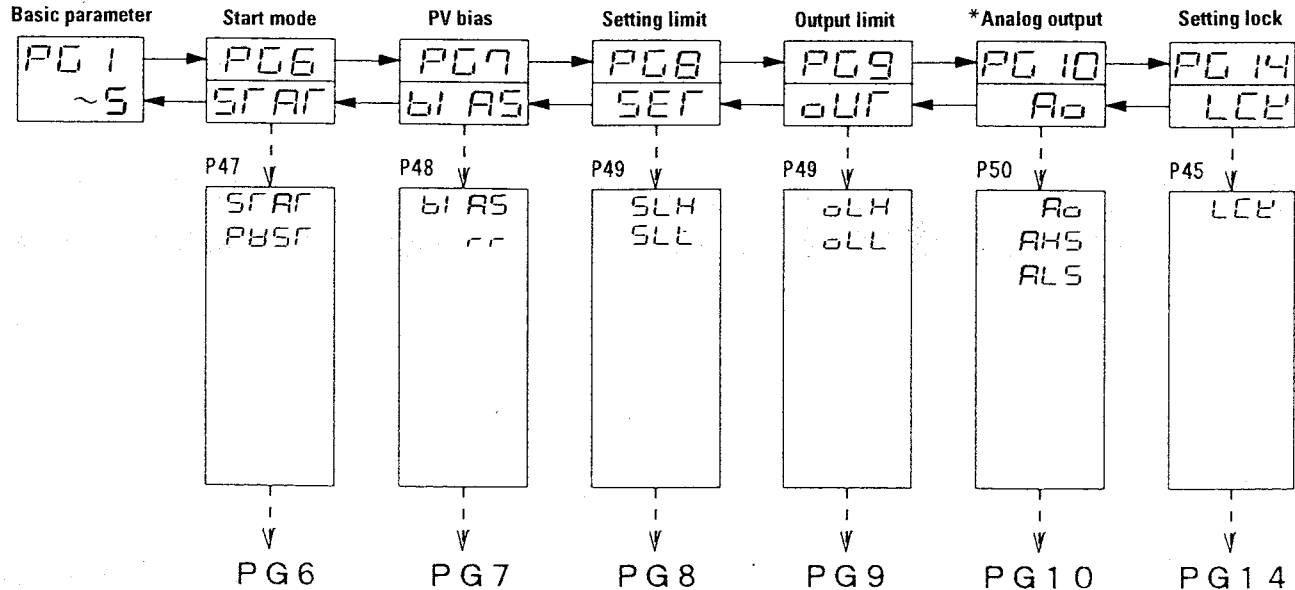 Basic parameter Start mode PV bias Setting limit Output limit *Analog output Setting lock
PG 1 PG6 PG7 PG8 PG9 PG 10 PG 14
~5 STAT bIAS SET oUT Ao LCK
P47 P48 P49 P49 P50 P45
STAT bIAS SLH oLH Ao LCK
PVST rr SLL oLL AHS
ALS
PG6 PG7 PG8 PG9 PG10 PG14